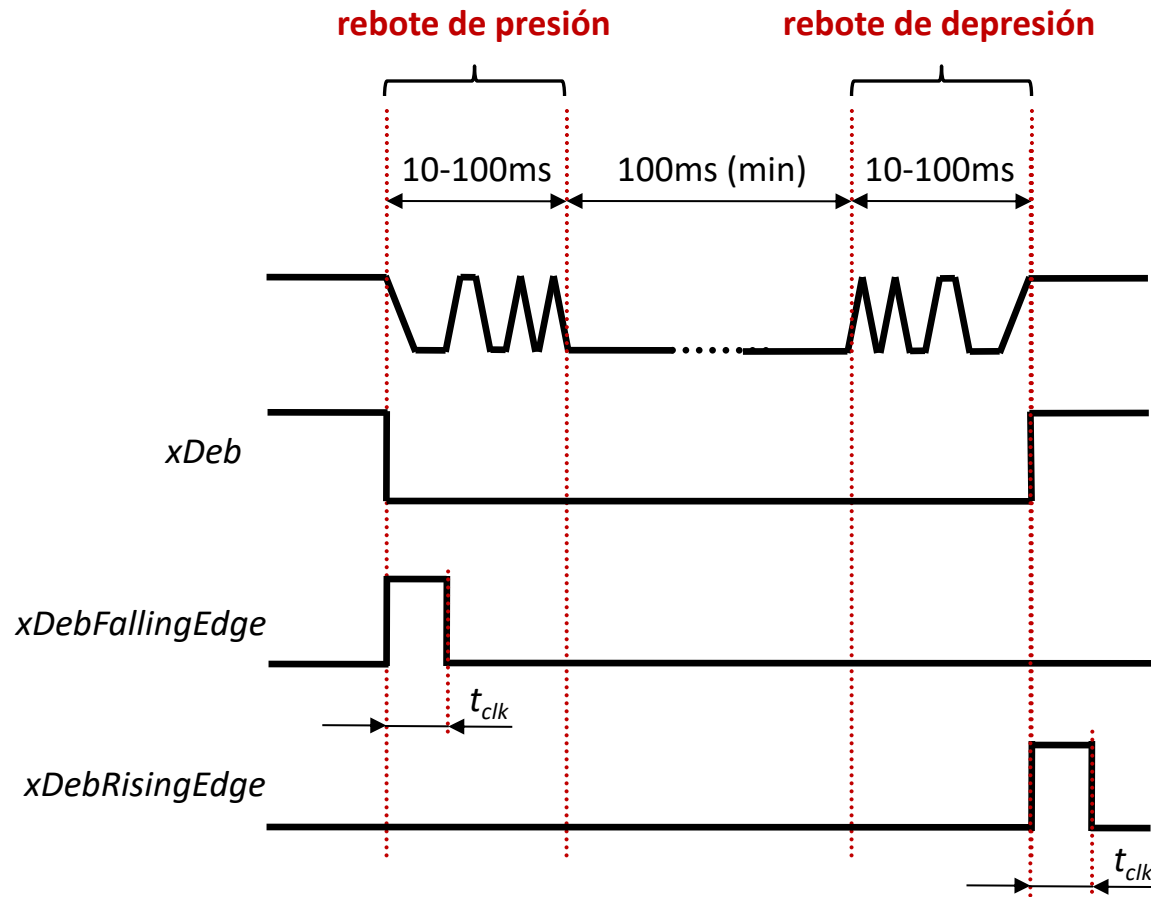 rebote de presión
rebote de depresión
10-100ms
100ms (min)
10-100ms
xDeb
xDebFallingEdge
tclk
xDebRisingEdge
tclk